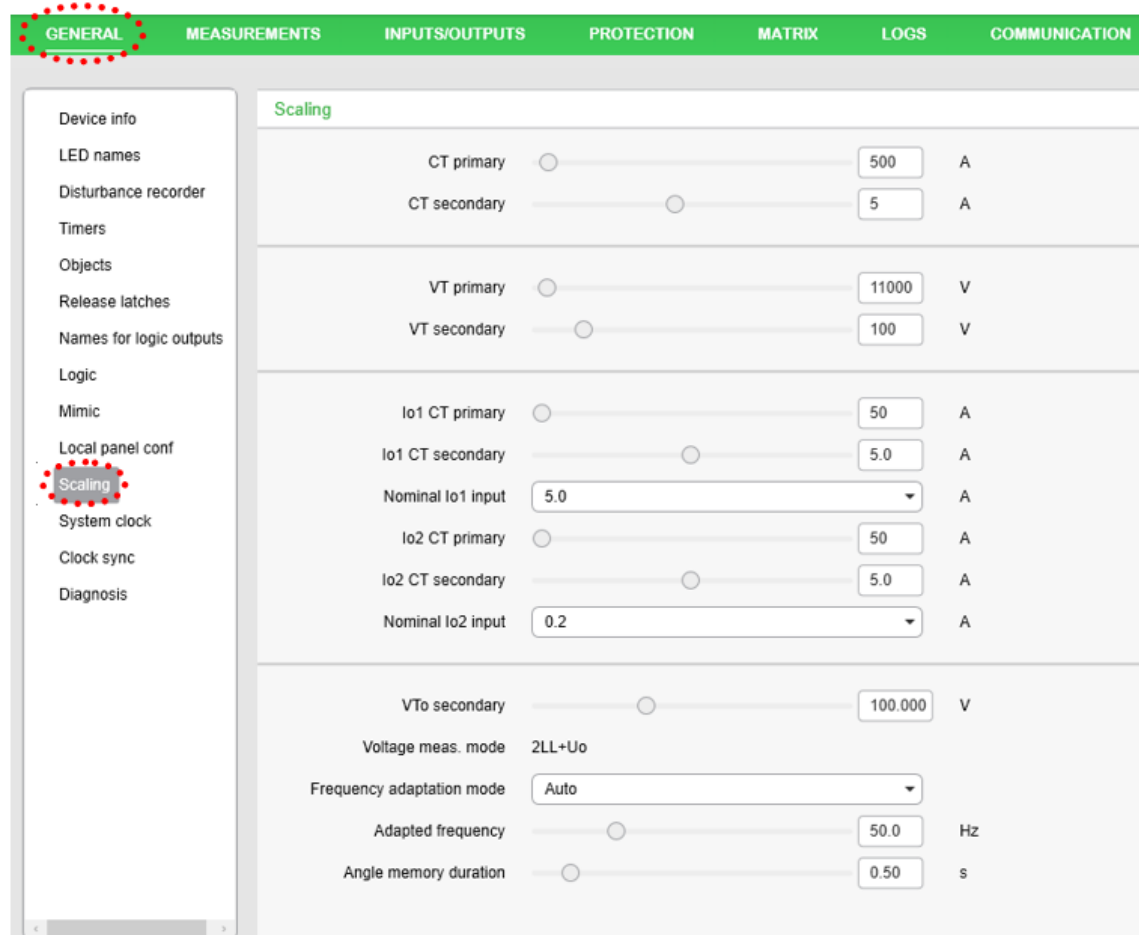 GENERAL MEASUREMENTS INPUTS/OUTPUTS PROTECTION MATRIX LOGS COMMUNICATION
Device info
LED names
Disturbance recorder
Timers
Objects
Release latches
Names for logic outputs
Logic
Mimic
Local panel conf
Scaling
System clock
Clock sync
Diagnosis
Scaling
CT primary 500 A
CT secondary 5 A
VT primary 11000 V
VT secondary 100 V
Io1 CT primary 50 A
Io1 CT secondary 5.0 A
Nominal Io1 input 5.0 A
Io2 CT primary 50 A
Io2 CT secondary 5.0 A
Nominal Io2 input 0.2 A
VTo secondary 100.000 V
Voltage meas. mode 2LL+Uo
Frequency adaptation mode Auto
Adapted frequency 50.0 Hz
Angle memory duration 0.50 s